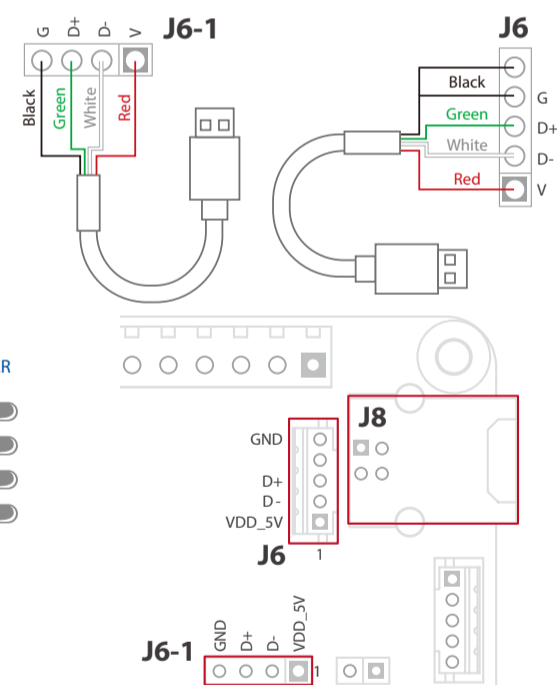 J6-1
G D+ D- V
Black Green White Red
J6
Black
G
Green
D+
White
D-
Red
V
R
J8
GND
D+
D-
VDD_5V
J6 1
J6-1 GND D+ D- VDD_5V 1